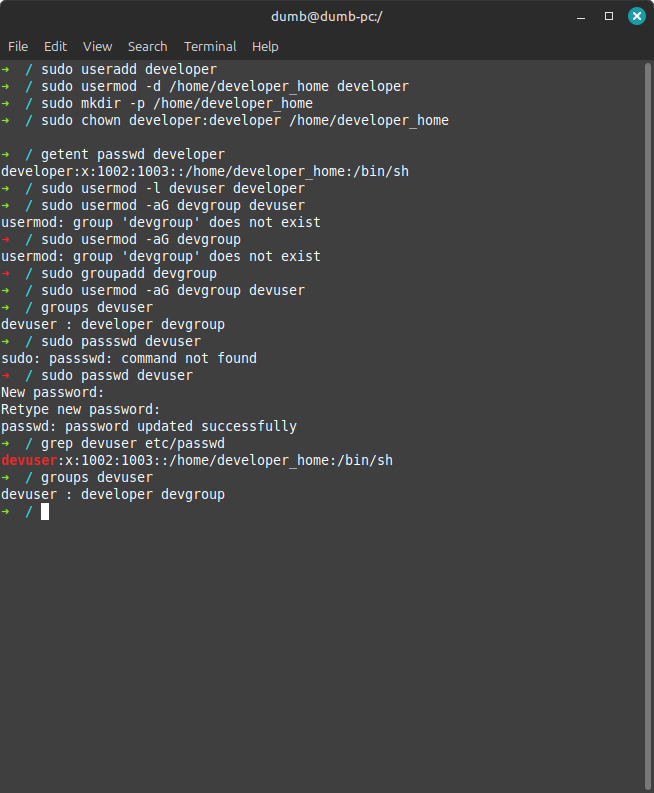 dumb@dumb-pc:/
File Edit View Search Terminal Help
➜ / sudo useradd developer
➜ / sudo usermod -d /home/developer_home developer
➜ / sudo mkdir -p /home/developer_home
➜ / sudo chown developer:developer /home/developer_home
➜ / getent passwd developer
developer:x:1002:1003::/home/developer_home:/bin/sh
➜ / sudo usermod -l devuser developer
➜ / sudo usermod -aG devgroup devuser
usermod: group 'devgroup' does not exist
➜ / sudo usermod -aG devgroup
usermod: group 'devgroup' does not exist
➜ / sudo groupadd devgroup
➜ / sudo usermod -aG devgroup devuser
➜ / groups devuser
devuser : developer devgroup
➜ / sudo passswd devuser
sudo: passswd: command not found
➜ / sudo passwd devuser
New password:
Retype new password:
passwd: password updated successfully
➜ / grep devuser etc/passwd
devuser:x:1002:1003::/home/developer_home:/bin/sh
➜ / groups devuser
devuser : developer devgroup
➜ /